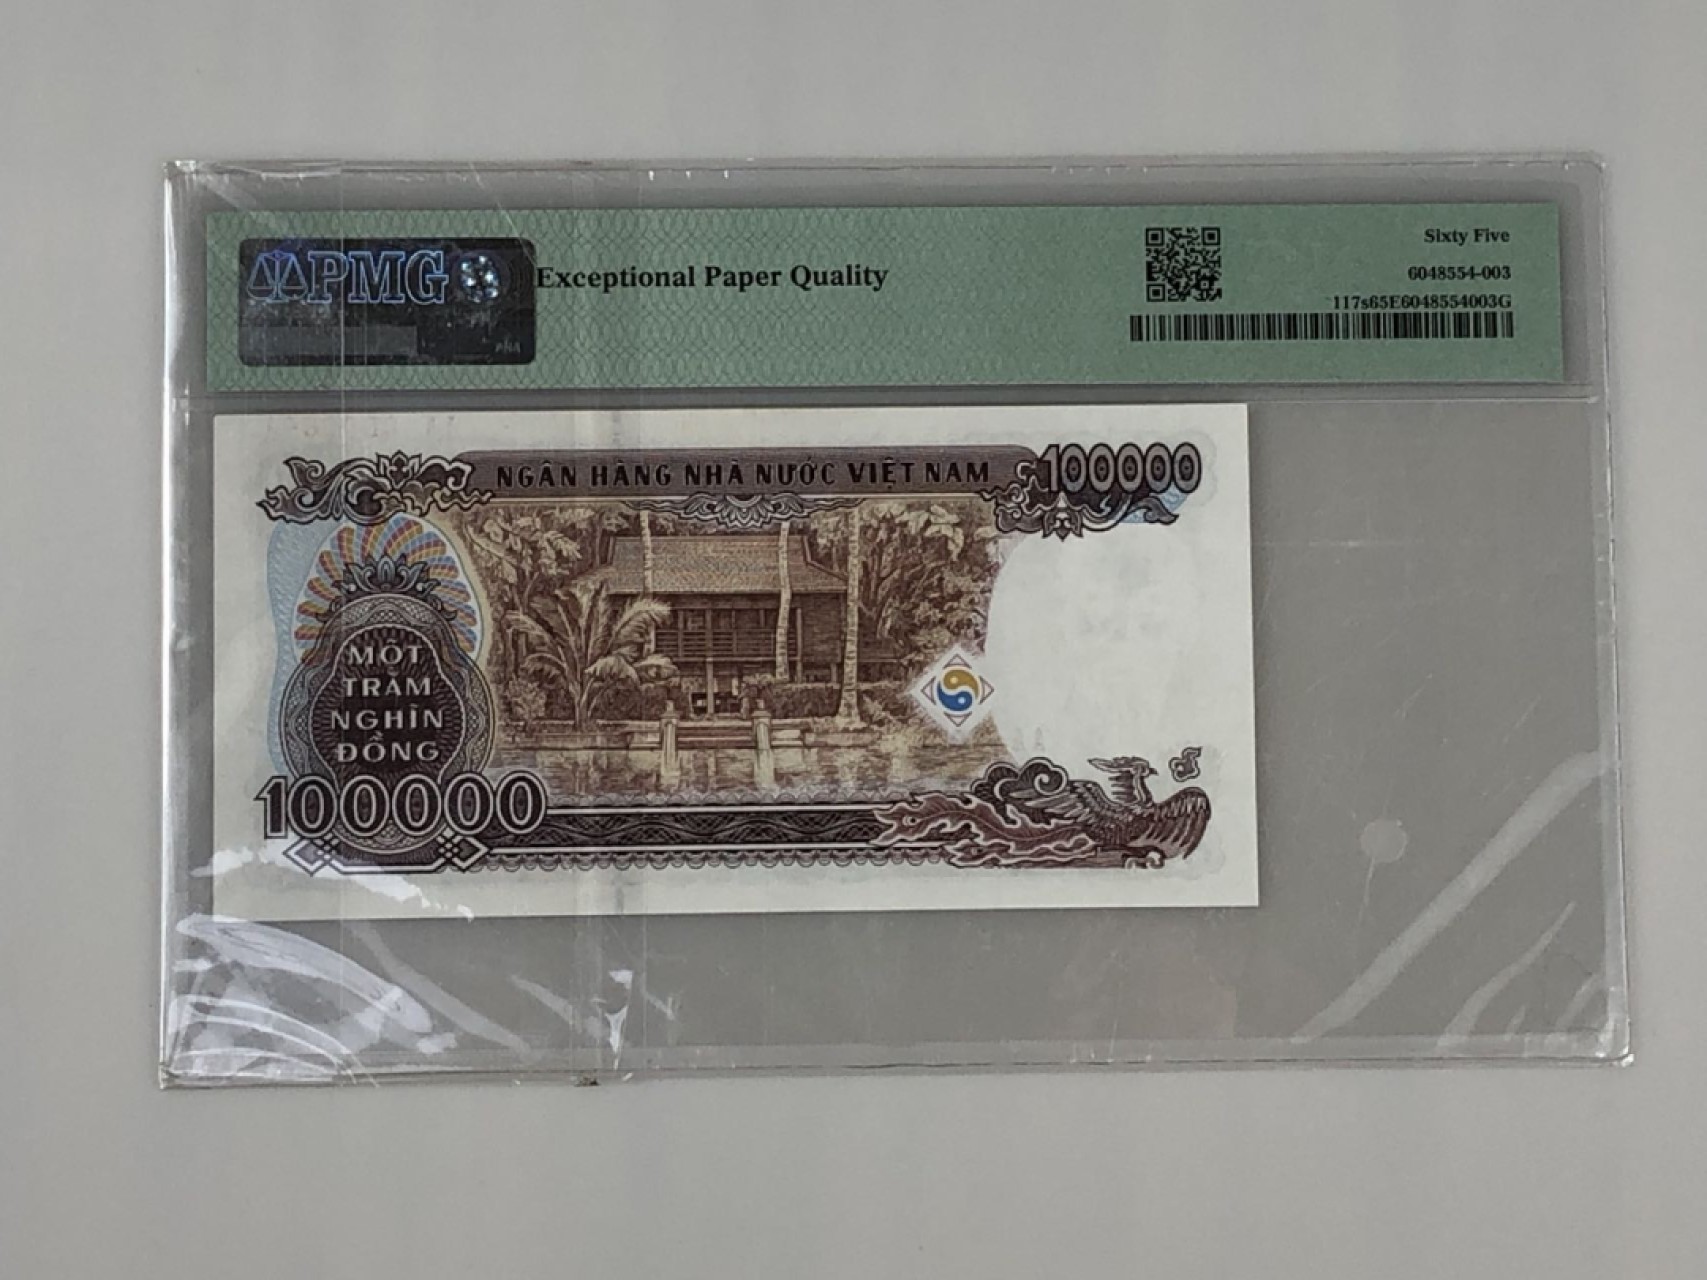 PMG
Exceptional Paper Quality
Sixty Five
6048554-003
117s65E6048554003G
NGÂN HÀNG NHÀ NƯỚC VIỆT NAM
100000
MỘT
TRĂM
NGHÌN
ĐỒNG
100000